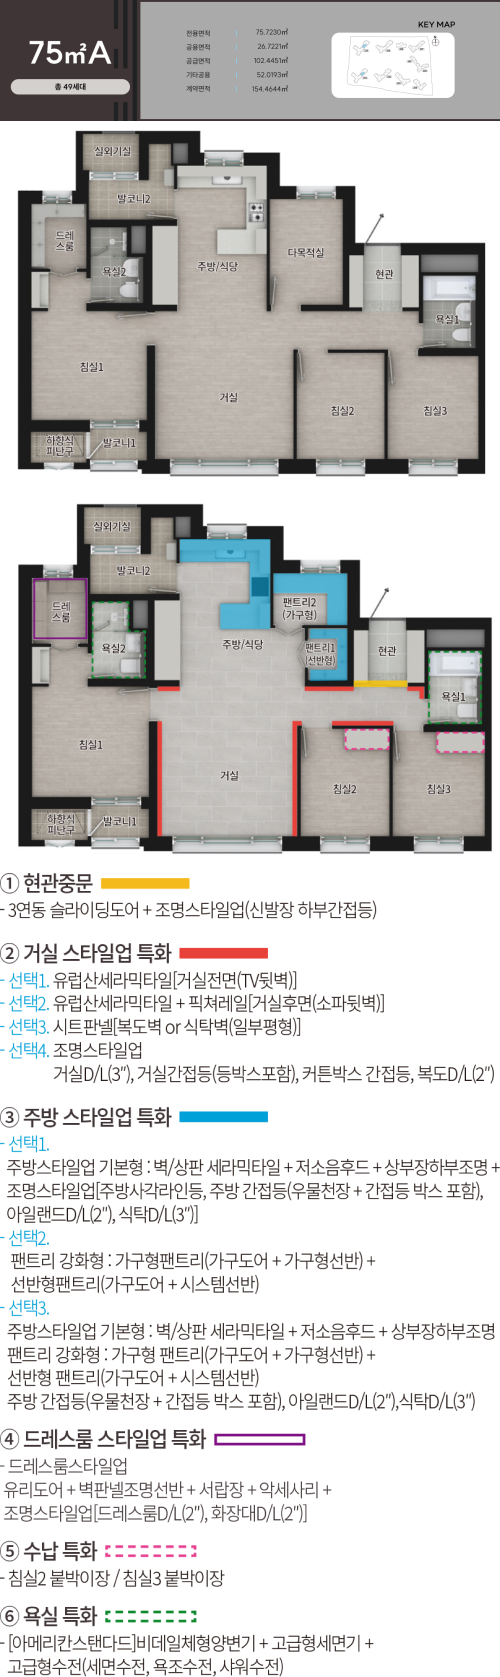 75㎡A
총 49세대
전용면적 75.7230㎡
공용면적 26.7221㎡
공급면적 102.4451㎡
기타공용 52.0193㎡
계약면적 154.4644㎡
KEY MAP
실외기실
발코니2
드레스룸
욕실2
주방/식당
다목적실
현관
욕실1
침실1
거실
침실2
침실3
하향식 피난구
발코니1
실외기실
발코니2
드레스룸
욕실2
주방/식당
팬트리2
(가구형)
팬트리1
(선반형)
현관
욕실1
침실1
거실
침실2
침실3
하향식 피난구
발코니1
① 현관중문
- 3연동 슬라이딩도어 + 조명스타일업(신발장 하부간접등)
② 거실 스타일업 특화
- 선택1. 유럽산세라믹타일[거실전면(TV뒷벽)]
- 선택2. 유럽산세라믹타일 + 픽쳐레일[거실후면(소파뒷벽)]
- 선택3. 시트판넬[복도벽 or 식탁벽(일부평형)]
- 선택4. 조명스타일업
거실D/L(3″), 거실간접등(등박스포함), 커튼박스 간접등, 복도D/L(2″)
③ 주방 스타일업 특화
- 선택1.
주방스타일업 기본형 : 벽/상판 세라믹타일 + 저소음후드 + 상부장하부조명 +
조명스타일업[주방사각라인등, 주방 간접등(우물천장 + 간접등 박스 포함),
아일랜드D/L(2″), 식탁D/L(3″)]
- 선택2.
팬트리 강화형 : 가구형팬트리(가구도어 + 가구형선반) +
선반형팬트리(가구도어 + 시스템선반)
- 선택3.
주방스타일업 기본형 : 벽/상판 세라믹타일 + 저소음후드 + 상부장하부조명
팬트리 강화형 : 가구형 팬트리(가구도어 + 가구형선반) +
선반형 팬트리(가구도어 + 시스템선반)
주방 간접등(우물천장 + 간접등 박스 포함), 아일랜드D/L(2″),식탁D/L(3″)
④ 드레스룸 스타일업 특화
- 드레스룸스타일업
유리도어 + 벽판넬조명선반 + 서랍장 + 악세사리 +
조명스타일업[드레스룸D/L(2″), 화장대D/L(2″)]
⑤ 수납 특화
- 침실2 붙박이장 / 침실3 붙박이장
⑥ 욕실 특화
- [아메리칸스탠다드]비데일체형양변기 + 고급형세면기 +
고급형수전(세면수전, 욕조수전, 샤워수전)